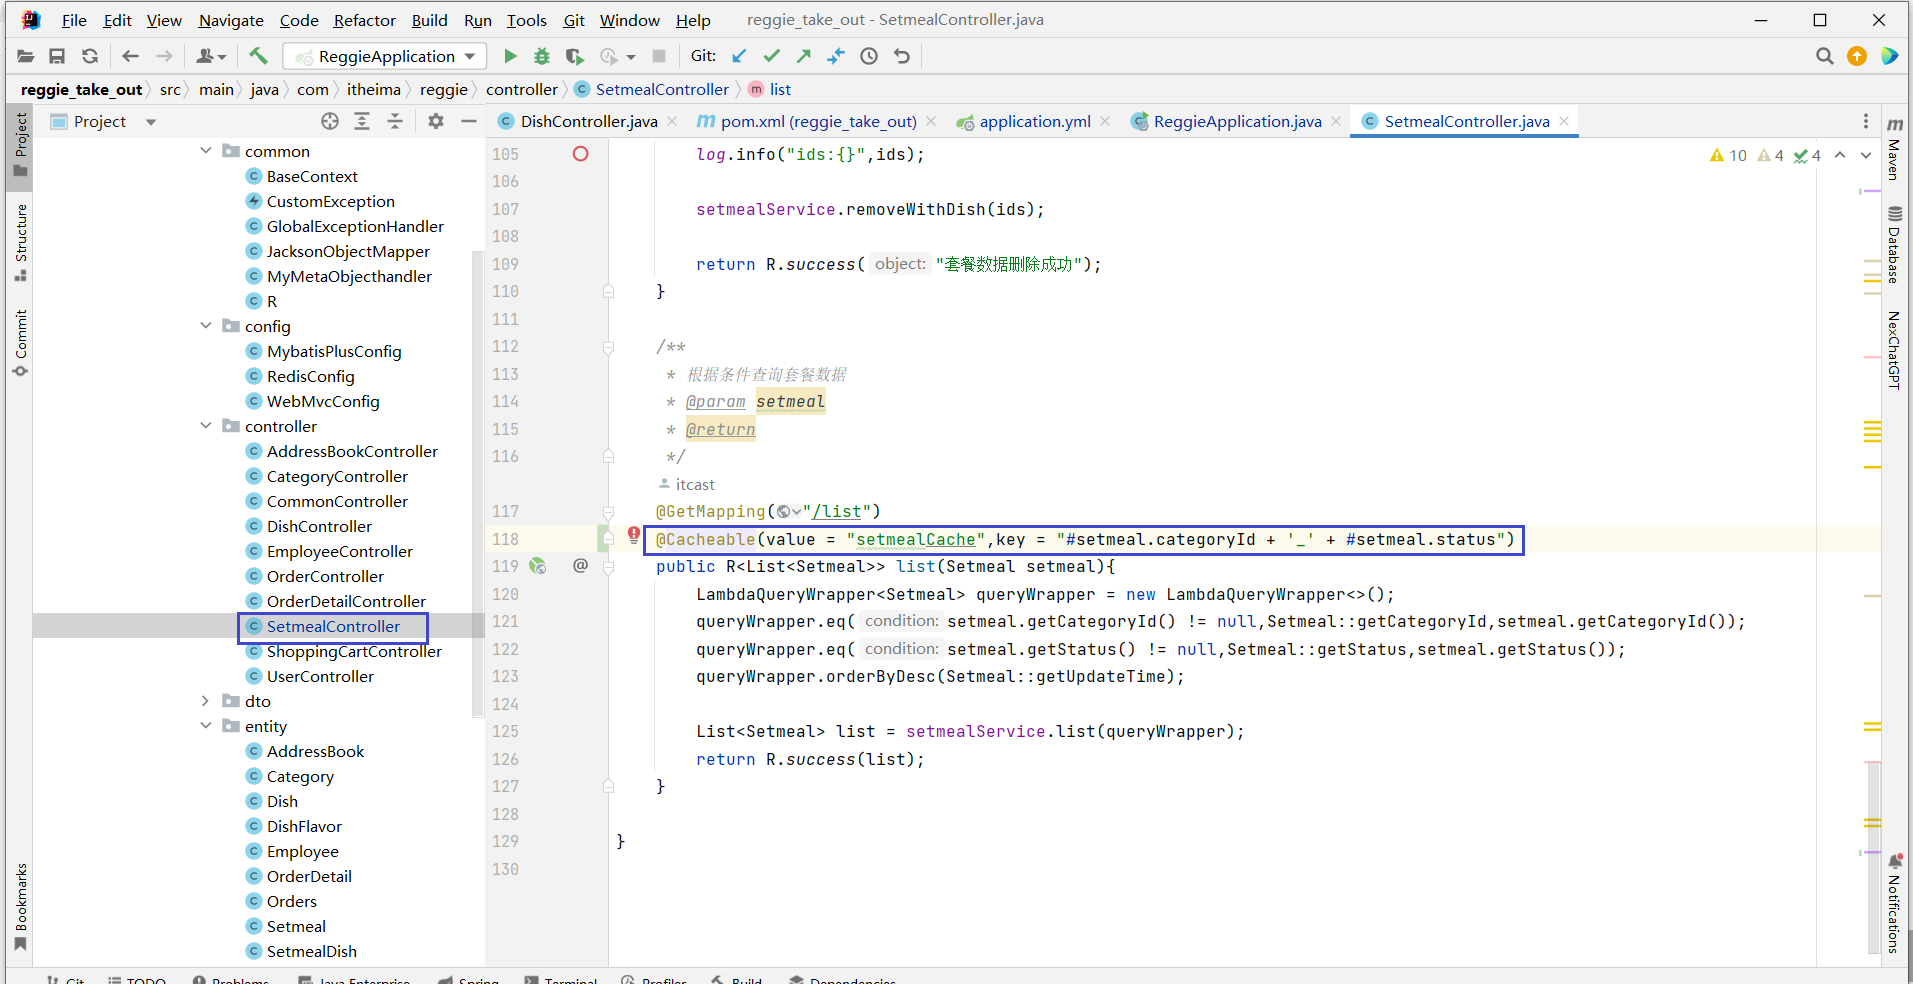 File Edit View Navigate Code Refactor Build Run Tools Git Window Help reggie_take_out - SetmealController.java
ReggieApplication Git:
reggie_take_out src main java com itheima reggie controller SetmealController list
Project
DishController.java pom.xml (reggie_take_out) application.yml ReggieApplication.java SetmealController.java
Project
Structure
Commit
Bookmarks
common
BaseContext
CustomException
GlobalExceptionHandler
JacksonObjectMapper
MyMetaObjecthandler
R
config
MybatisPlusConfig
RedisConfig
WebMvcConfig
controller
AddressBookController
CategoryController
CommonController
DishController
EmployeeController
OrderController
OrderDetailController
SetmealController
ShoppingCartController
UserController
dto
entity
AddressBook
Category
Dish
DishFlavor
Employee
OrderDetail
Orders
Setmeal
SetmealDish
10 4 4
105 log.info("ids:{}",ids);
106
107 setmealService.removeWithDish(ids);
108
109 return R.success( object: "套餐数据删除成功");
110 }
111
112 /**
113 * 根据条件查询套餐数据
114 * @param setmeal
115 * @return
116 */
itcast
117 @GetMapping("/list")
118 @Cacheable(value = "setmealCache",key = "#setmeal.categoryId + '_' + #setmeal.status")
119 @ public R<List<Setmeal>> list(Setmeal setmeal){
120 LambdaQueryWrapper<Setmeal> queryWrapper = new LambdaQueryWrapper<>();
121 queryWrapper.eq( condition: setmeal.getCategoryId() != null,Setmeal::getCategoryId,setmeal.getCategoryId());
122 queryWrapper.eq( condition: setmeal.getStatus() != null,Setmeal::getStatus,setmeal.getStatus());
123 queryWrapper.orderByDesc(Setmeal::getUpdateTime);
124
125 List<Setmeal> list = setmealService.list(queryWrapper);
126 return R.success(list);
127 }
128
129 }
130
Maven
Database
NexChatGPT
Notifications
Git TODO Problems Java Enterprise Spring Terminal Profiler Build Dependencies